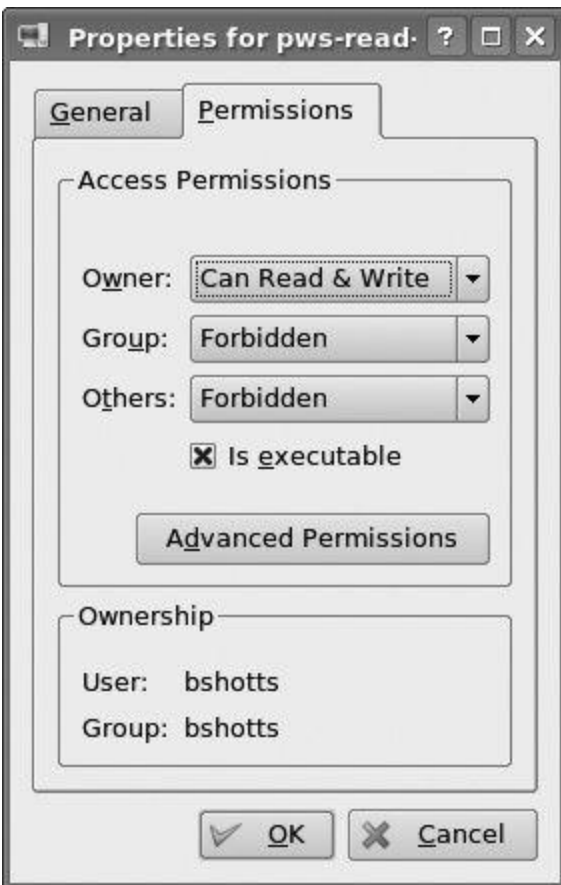 Properties for pws-read- ?
General Permissions
Access Permissions
Owner: Can Read & Write
Group: Forbidden
Others: Forbidden
Is executable
Advanced Permissions
Ownership
User: bshotts
Group: bshotts
OK Cancel